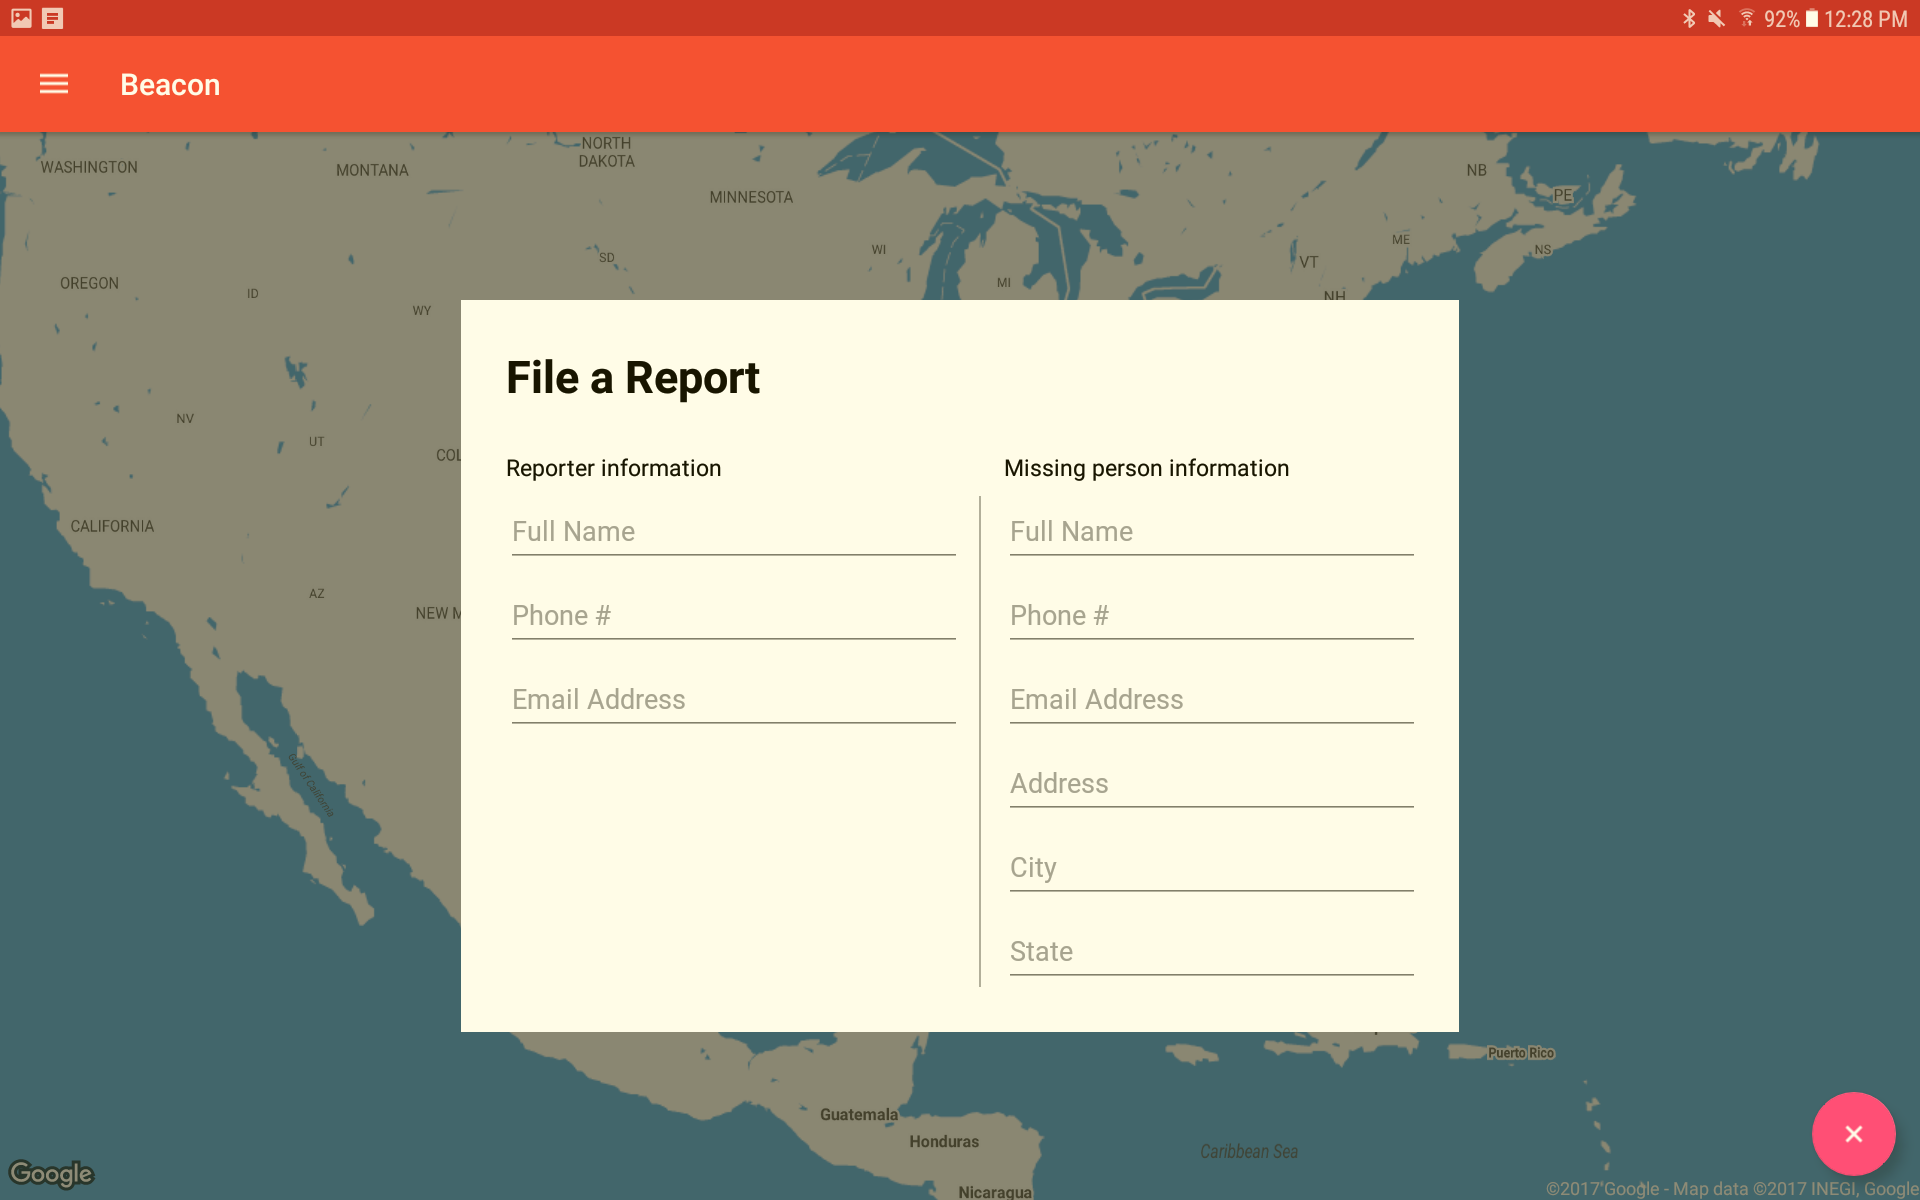 92% 12:28 PM
Beacon
WASHINGTON
MONTANA
NORTH
DAKOTA
MINNESOTA
NB
PE
WI
ME
NS
SD
VT
MI
OREGON
ID
NH
WY
File a Report
NV
UT
COL
Reporter information
Missing person information
CALIFORNIA
Full Name
Full Name
AZ
NEW M
Phone #
Phone #
Email Address
Email Address
Gulf of California
Address
City
State
Puerto Rico
Guatemala
Honduras
Caribbean Sea
Google
Nicaragua
©2017 Google - Map data ©2017 INEGI, Google